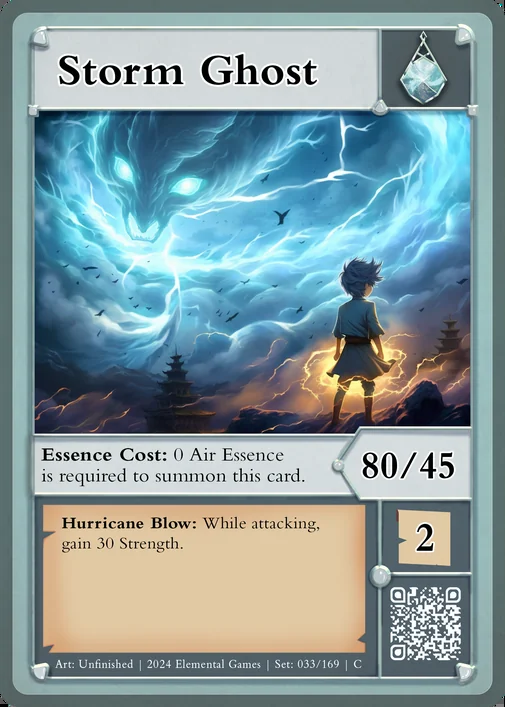 Storm Ghost
Essence Cost: 0 Air Essence
is required to summon this card.
80/45
Hurricane Blow: While attacking,
gain 30 Strength.
2
Art: Unfinished | 2024 Elemental Games | Set: 033/169 | C